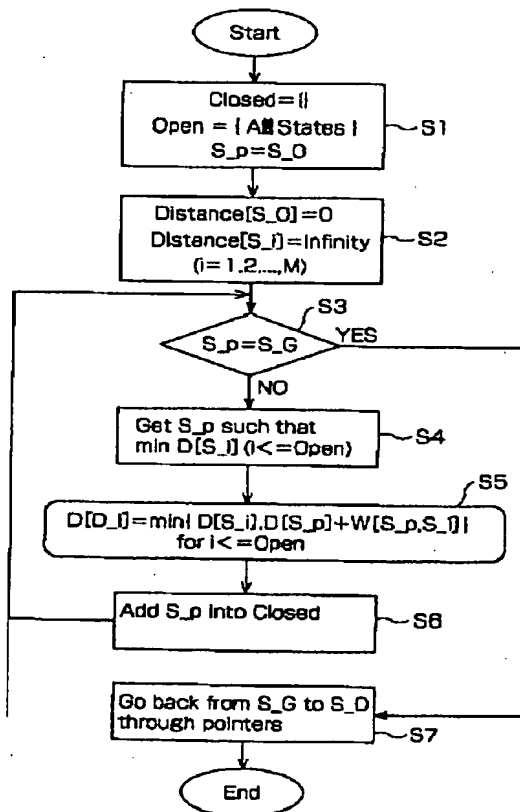 Start
Closed={}
Open = { All States }
S_p=S_0
S1
Distance[S_0]=0
Distance[S_i]=Infinity
(i=1,2,...,M)
S2
S3
S_p=S_G
YES
NO
Get S_p such that
min D[S_i] (i<=Open)
S4
S5
D[D_i]=min{ D[S_i],D[S_p]+W[S_p,S_1]}
for i<=Open
Add S_p into Closed
S6
Go back from S_G to S_0
through pointers
S7
End